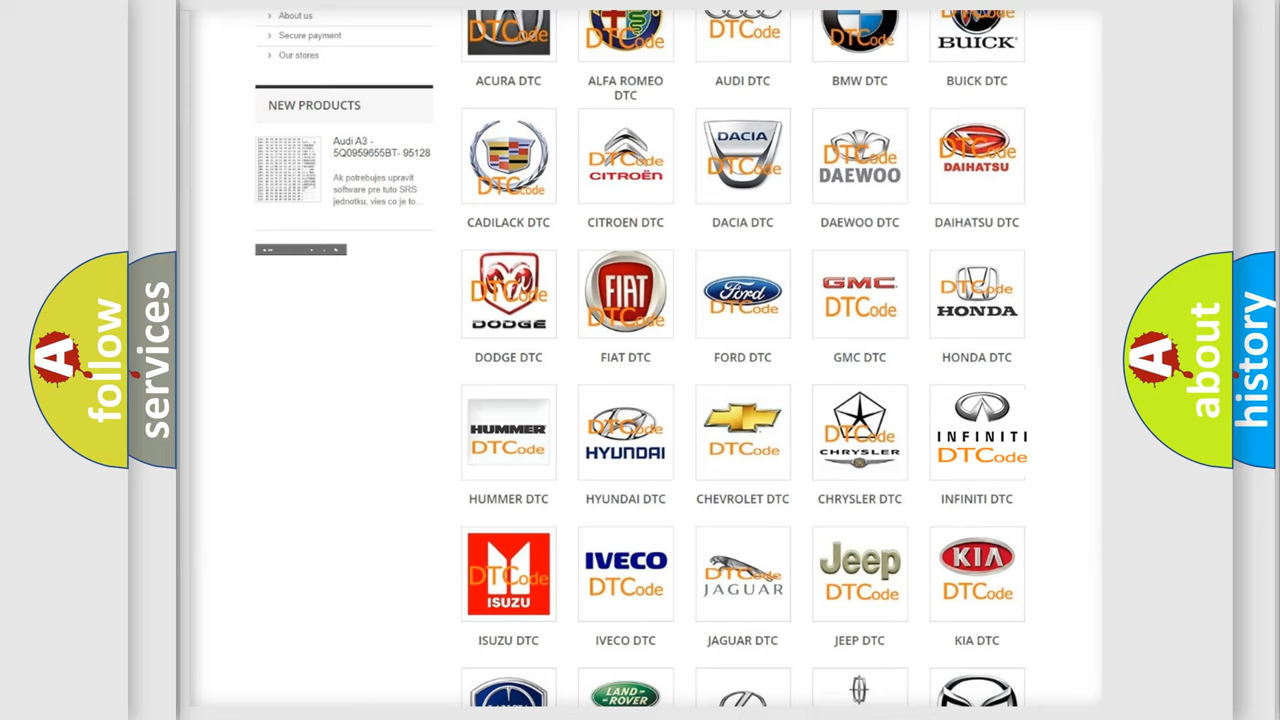 About us
Secure payment
Our stores
NEW PRODUCTS
Audi A3 -
5Q0959655BT- 95128
Ak potrebujes upravit
software pre tuto SRS
jednotku, vies co je to...
DTCode
DTCode
DTCode
DTCode
BUICK
ACURA DTC
ALFA ROMEO
DTC
AUDI DTC
BMW DTC
BUICK DTC
DTCode
DTCode
CITROËN
DACIA
DTCode
DTCode
DAEWOO
DTCode
DAIHATSU
CADILACK DTC
CITROEN DTC
DACIA DTC
DAEWOO DTC
DAIHATSU DTC
DTCode
DODGE
FIAT
DTCode
Ford
DTCode
GMC
DTCode
DTCode
HONDA
DODGE DTC
FIAT DTC
FORD DTC
GMC DTC
HONDA DTC
HUMMER
DTCode
DTCode
HYUNDAI
DTCode
DTCode
CHRYSLER
INFINITI
DTCode
HUMMER DTC
HYUNDAI DTC
CHEVROLET DTC
CHRYSLER DTC
INFINITI DTC
DTCode
ISUZU
IVECO
DTCode
DTCode
JAGUAR
Jeep
DTCode
KIA
DTCode
ISUZU DTC
IVECO DTC
JAGUAR DTC
JEEP DTC
KIA DTC
LAND-
ROVER
A
follow
services
A
about
history